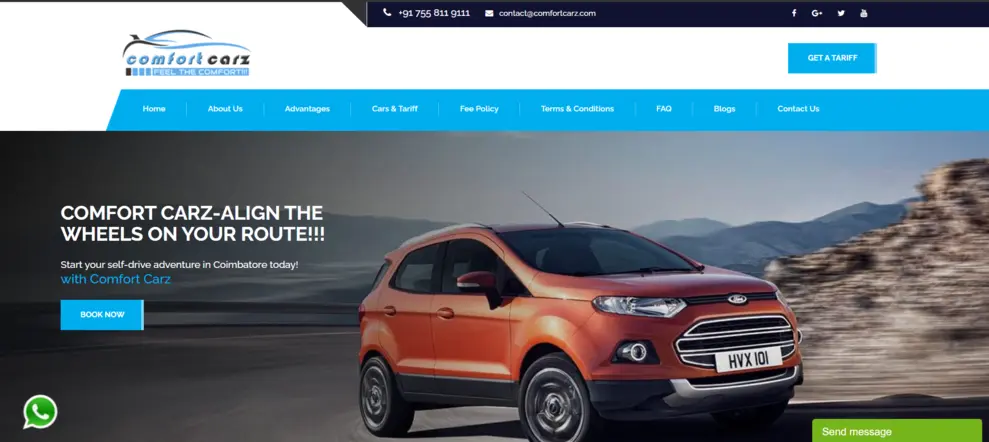 +91 755 811 9111
contact@comfortcarz.com
comfort carz
FEEL THE COMFORT!!!
GET A TARIFF
Home
About Us
Advantages
Cars & Tariff
Fee Policy
Terms & Conditions
FAQ
Blogs
Contact Us
COMFORT CARZ-ALIGN THE
WHEELS ON YOUR ROUTE!!!
Start your self-drive adventure in Coimbatore today!
with Comfort Carz
BOOK NOW
Ford
HVX 101
Send message